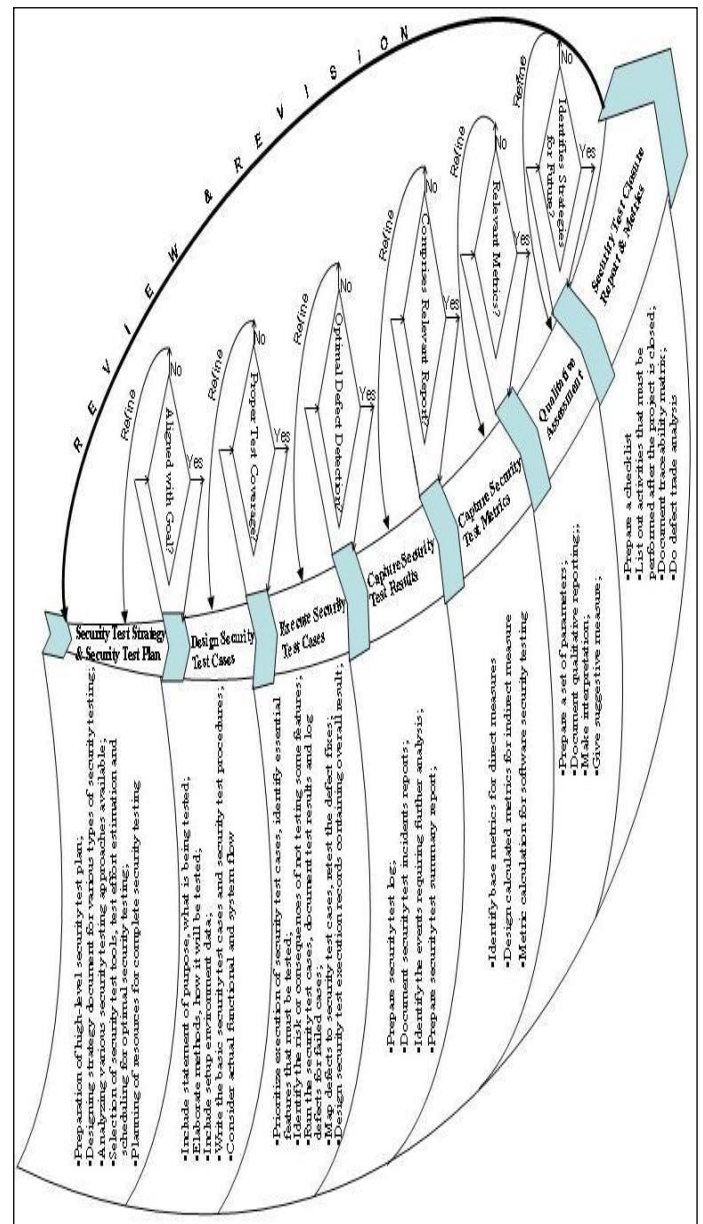 REVIEW & REVISION
Refine
No
Aligned with Goal?
Yes
Refine
No
Proper Test Coverage?
Yes
Refine
No
Optimal Defect Detection?
Yes
Refine
No
Comprises Relevant Report?
Yes
Refine
No
Relevant Metrics?
Yes
Refine
No
Identifies Strategies
for Future?
Yes
Security Test Strategy
& Security Test Plan
Design Security
Test Cases
Execute Security
Test Cases
Capture Security
Test Results
Capture Security
Test Metrics
Qualitative
Assessment
Security Test Closure
Report & Metrics
▪Preparation of high-level security test plan;
▪Designing strategy document for various types of security testing;
▪Analyzing various security testing approaches available;
▪Selection of security test tools, test effort estimation and
scheduling for optimal security testing;
▪Planning of resources for complete security testing
▪Include statement of purpose, what is being tested;
▪Elaborate methods, how it will be tested;
▪Include setup environment data;
▪Write the basic security test cases and security test procedures;
▪Consider actual functional and system flow
▪Prioritize execution of security test cases, identify essential
features that must be tested;
▪Identify the risk or consequences of not testing some features;
▪Run the security test cases, document test results and log
defects for failed cases;
▪Map defects to security test cases, retest the defect fixes;
▪Design security test execution records containing overall result;
▪Prepare security test log;
▪Document security test incidents reports;
▪Identify the events requiring further analysis;
▪Prepare security test summary report;
▪Identify base metrics for direct measures
▪Design calculated metrics for indirect measure
▪Metric calculation for software security testing
▪Prepare a set of parameters;
▪Document qualitative reporting;;
▪Make interpretation;
▪Give suggestive measure;
▪Prepare a checklist
▪List out activities that must be
performed after the project is closed;
▪Document traceability matrix;
▪Do defect trade analysis